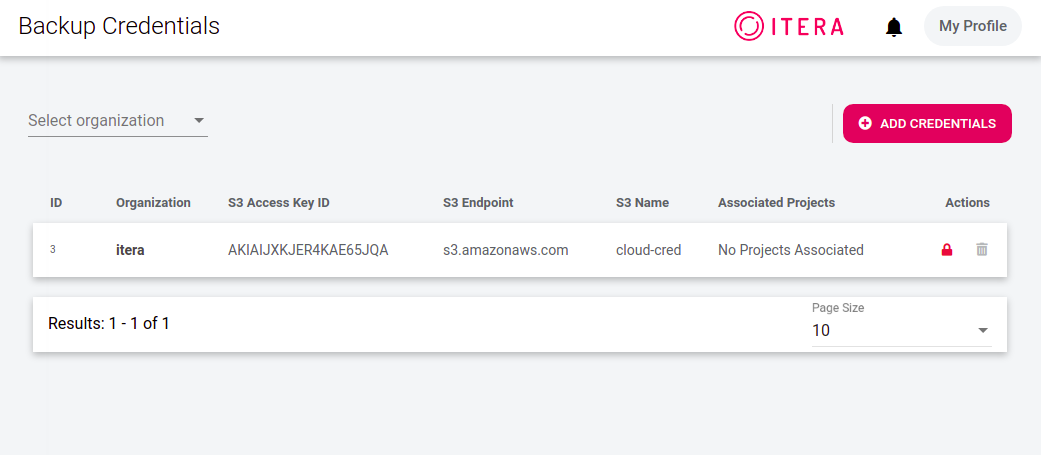 Backup Credentials
ITERA
My Profile
Select organization
ADD CREDENTIALS
ID Organization S3 Access Key ID S3 Endpoint S3 Name Associated Projects Actions
3 itera AKIAIJXKJER4KAE65JQA s3.amazonaws.com cloud-cred No Projects Associated
Results: 1 - 1 of 1
Page Size
10